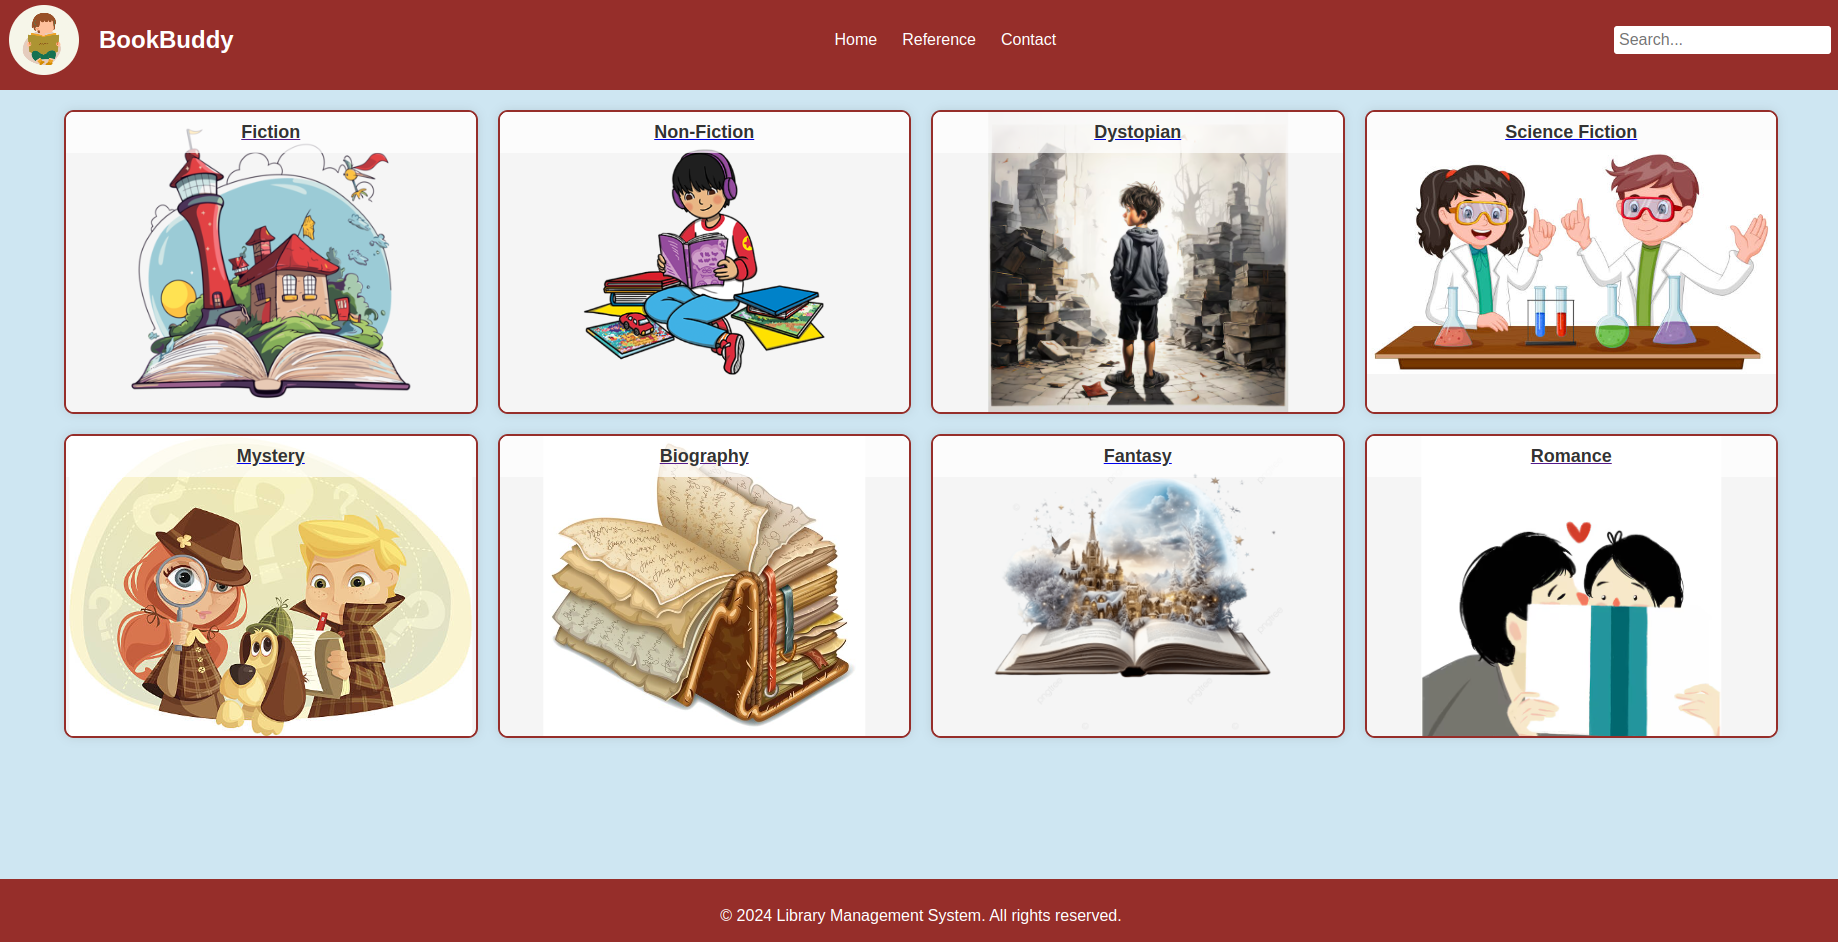 BookBuddy
Home Reference Contact
Search...
Fiction
Non-Fiction
Dystopian
Science Fiction
Mystery
Biography
Fantasy
Romance
© 2024 Library Management System. All rights reserved.